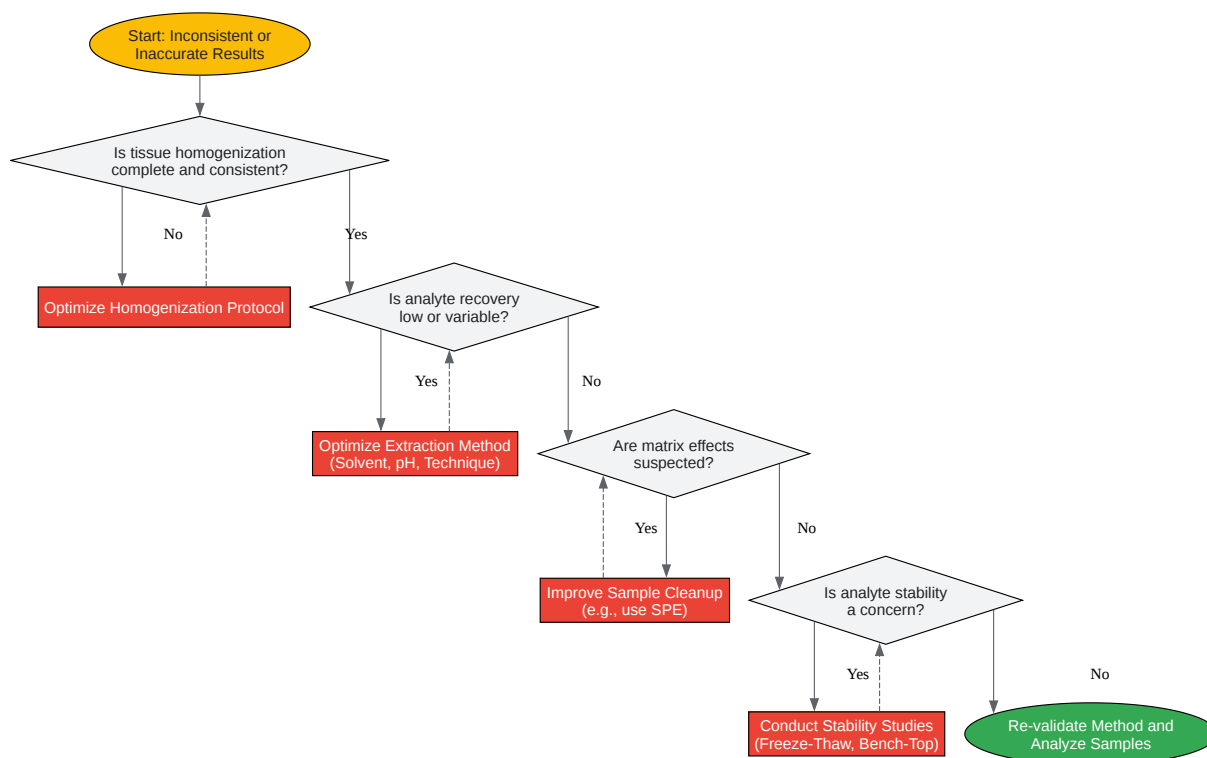 Start: Inconsistent or
Inaccurate Results
Is tissue homogenization
complete and consistent?
No
Yes
Optimize Homogenization Protocol
Is analyte recovery
low or variable?
Yes
No
Optimize Extraction Method
(Solvent, pH, Technique)
Are matrix effects
suspected?
Yes
No
Improve Sample Cleanup
(e.g., use SPE)
Is analyte stability
a concern?
Yes
No
Conduct Stability Studies
(Freeze-Thaw, Bench-Top)
Re-validate Method and
Analyze Samples